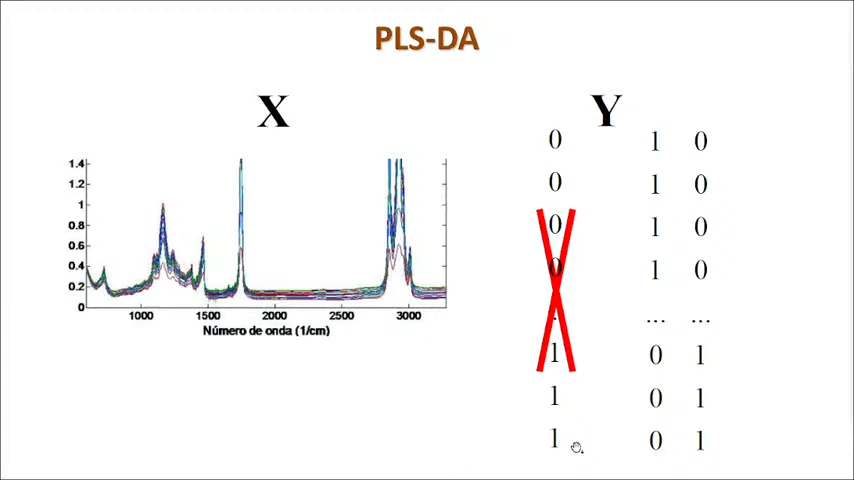 PLS-DA
X
Y
0 1 0
0 1 0
0 1 0
0 1 0
... ...
1 0 1
1 0 1
1 0 1
1.4
1.2
1
0.8
0.6
0.4
0.2
0
1000 1500 2000 2500 3000
Número de onda (1/cm)